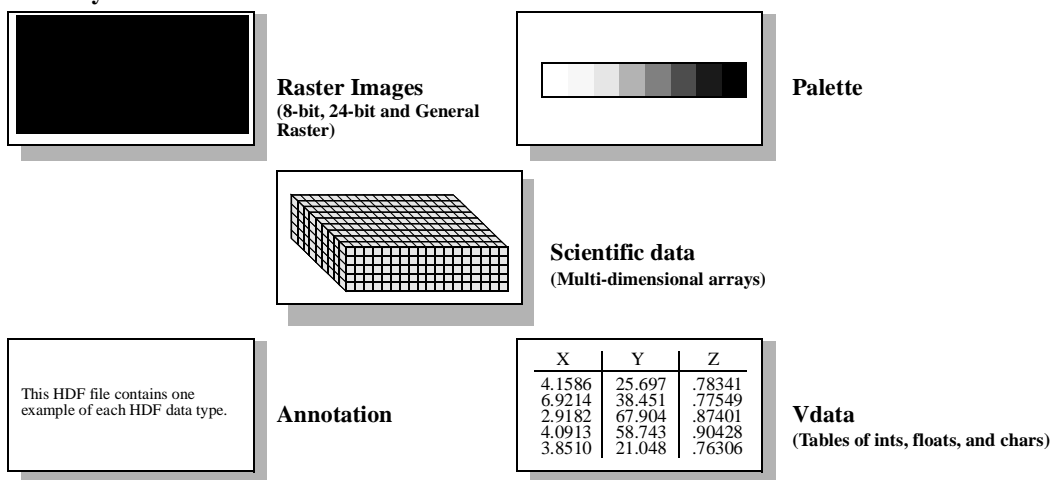 Raster Images
(8-bit, 24-bit and General
Raster)
Palette
Scientific data
(Multi-dimensional arrays)
This HDF file contains one
example of each HDF data type.
Annotation
X Y Z
4.1586 25.697 .78341
6.9214 38.451 .77549
2.9182 67.904 .87401
4.0913 58.743 .90428
3.8510 21.048 .76306
Vdata
(Tables of ints, floats, and chars)